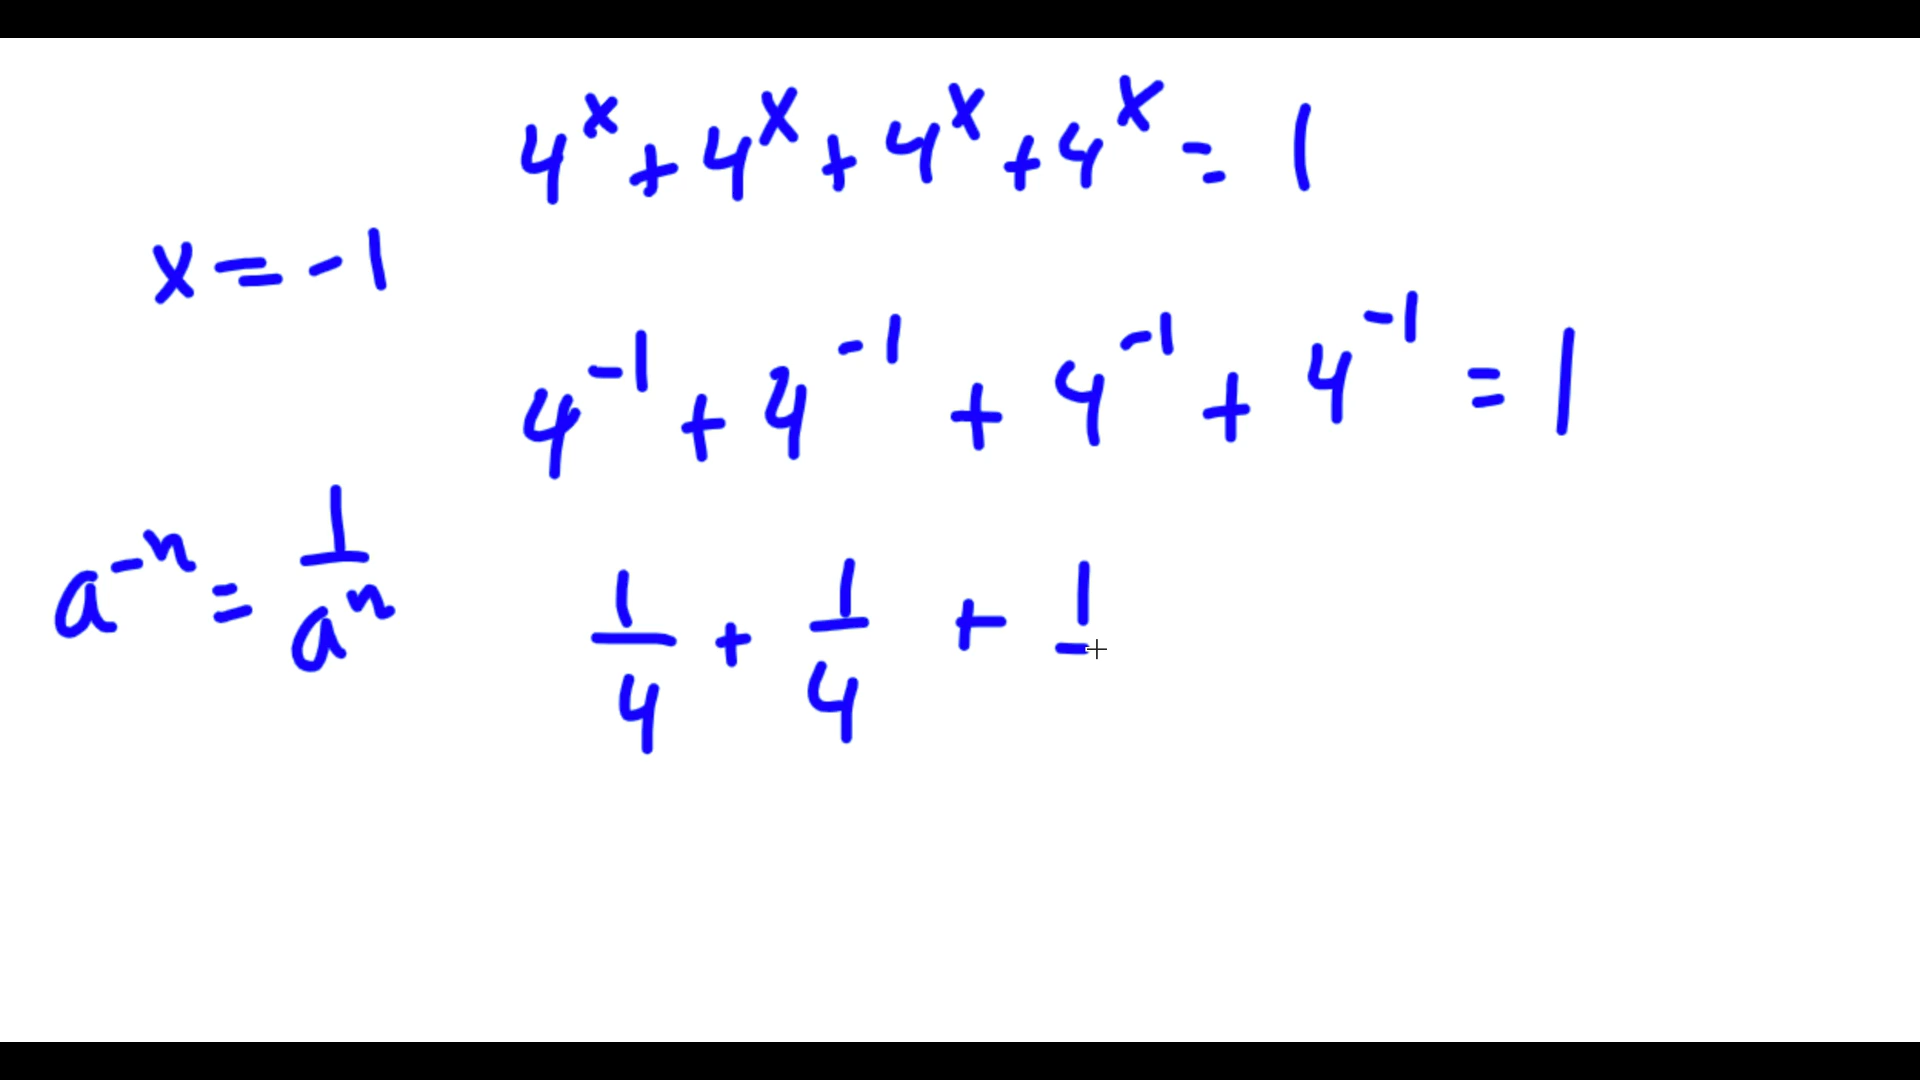 4^x + 4^x + 4^x + 4^x = 1
x = -1
4^-1 + 4^-1 + 4^-1 + 4^-1 = 1
a^-n = 1/a^n
1/4 + 1/4 + 1